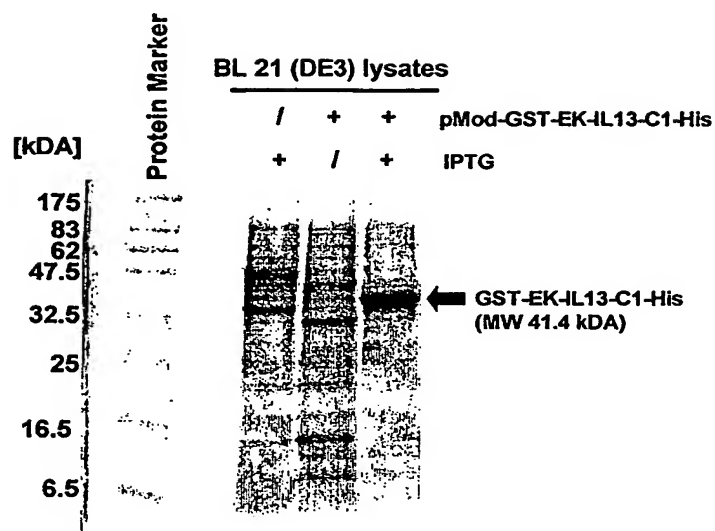 Protein Marker
BL 21 (DE3) lysates
/ + + pMod-GST-EK-IL13-C1-His
[kDA]
+ / + IPTG
175
83
62
47.5
32.5
GST-EK-IL13-C1-His
(MW 41.4 kDA)
25
16.5
6.5